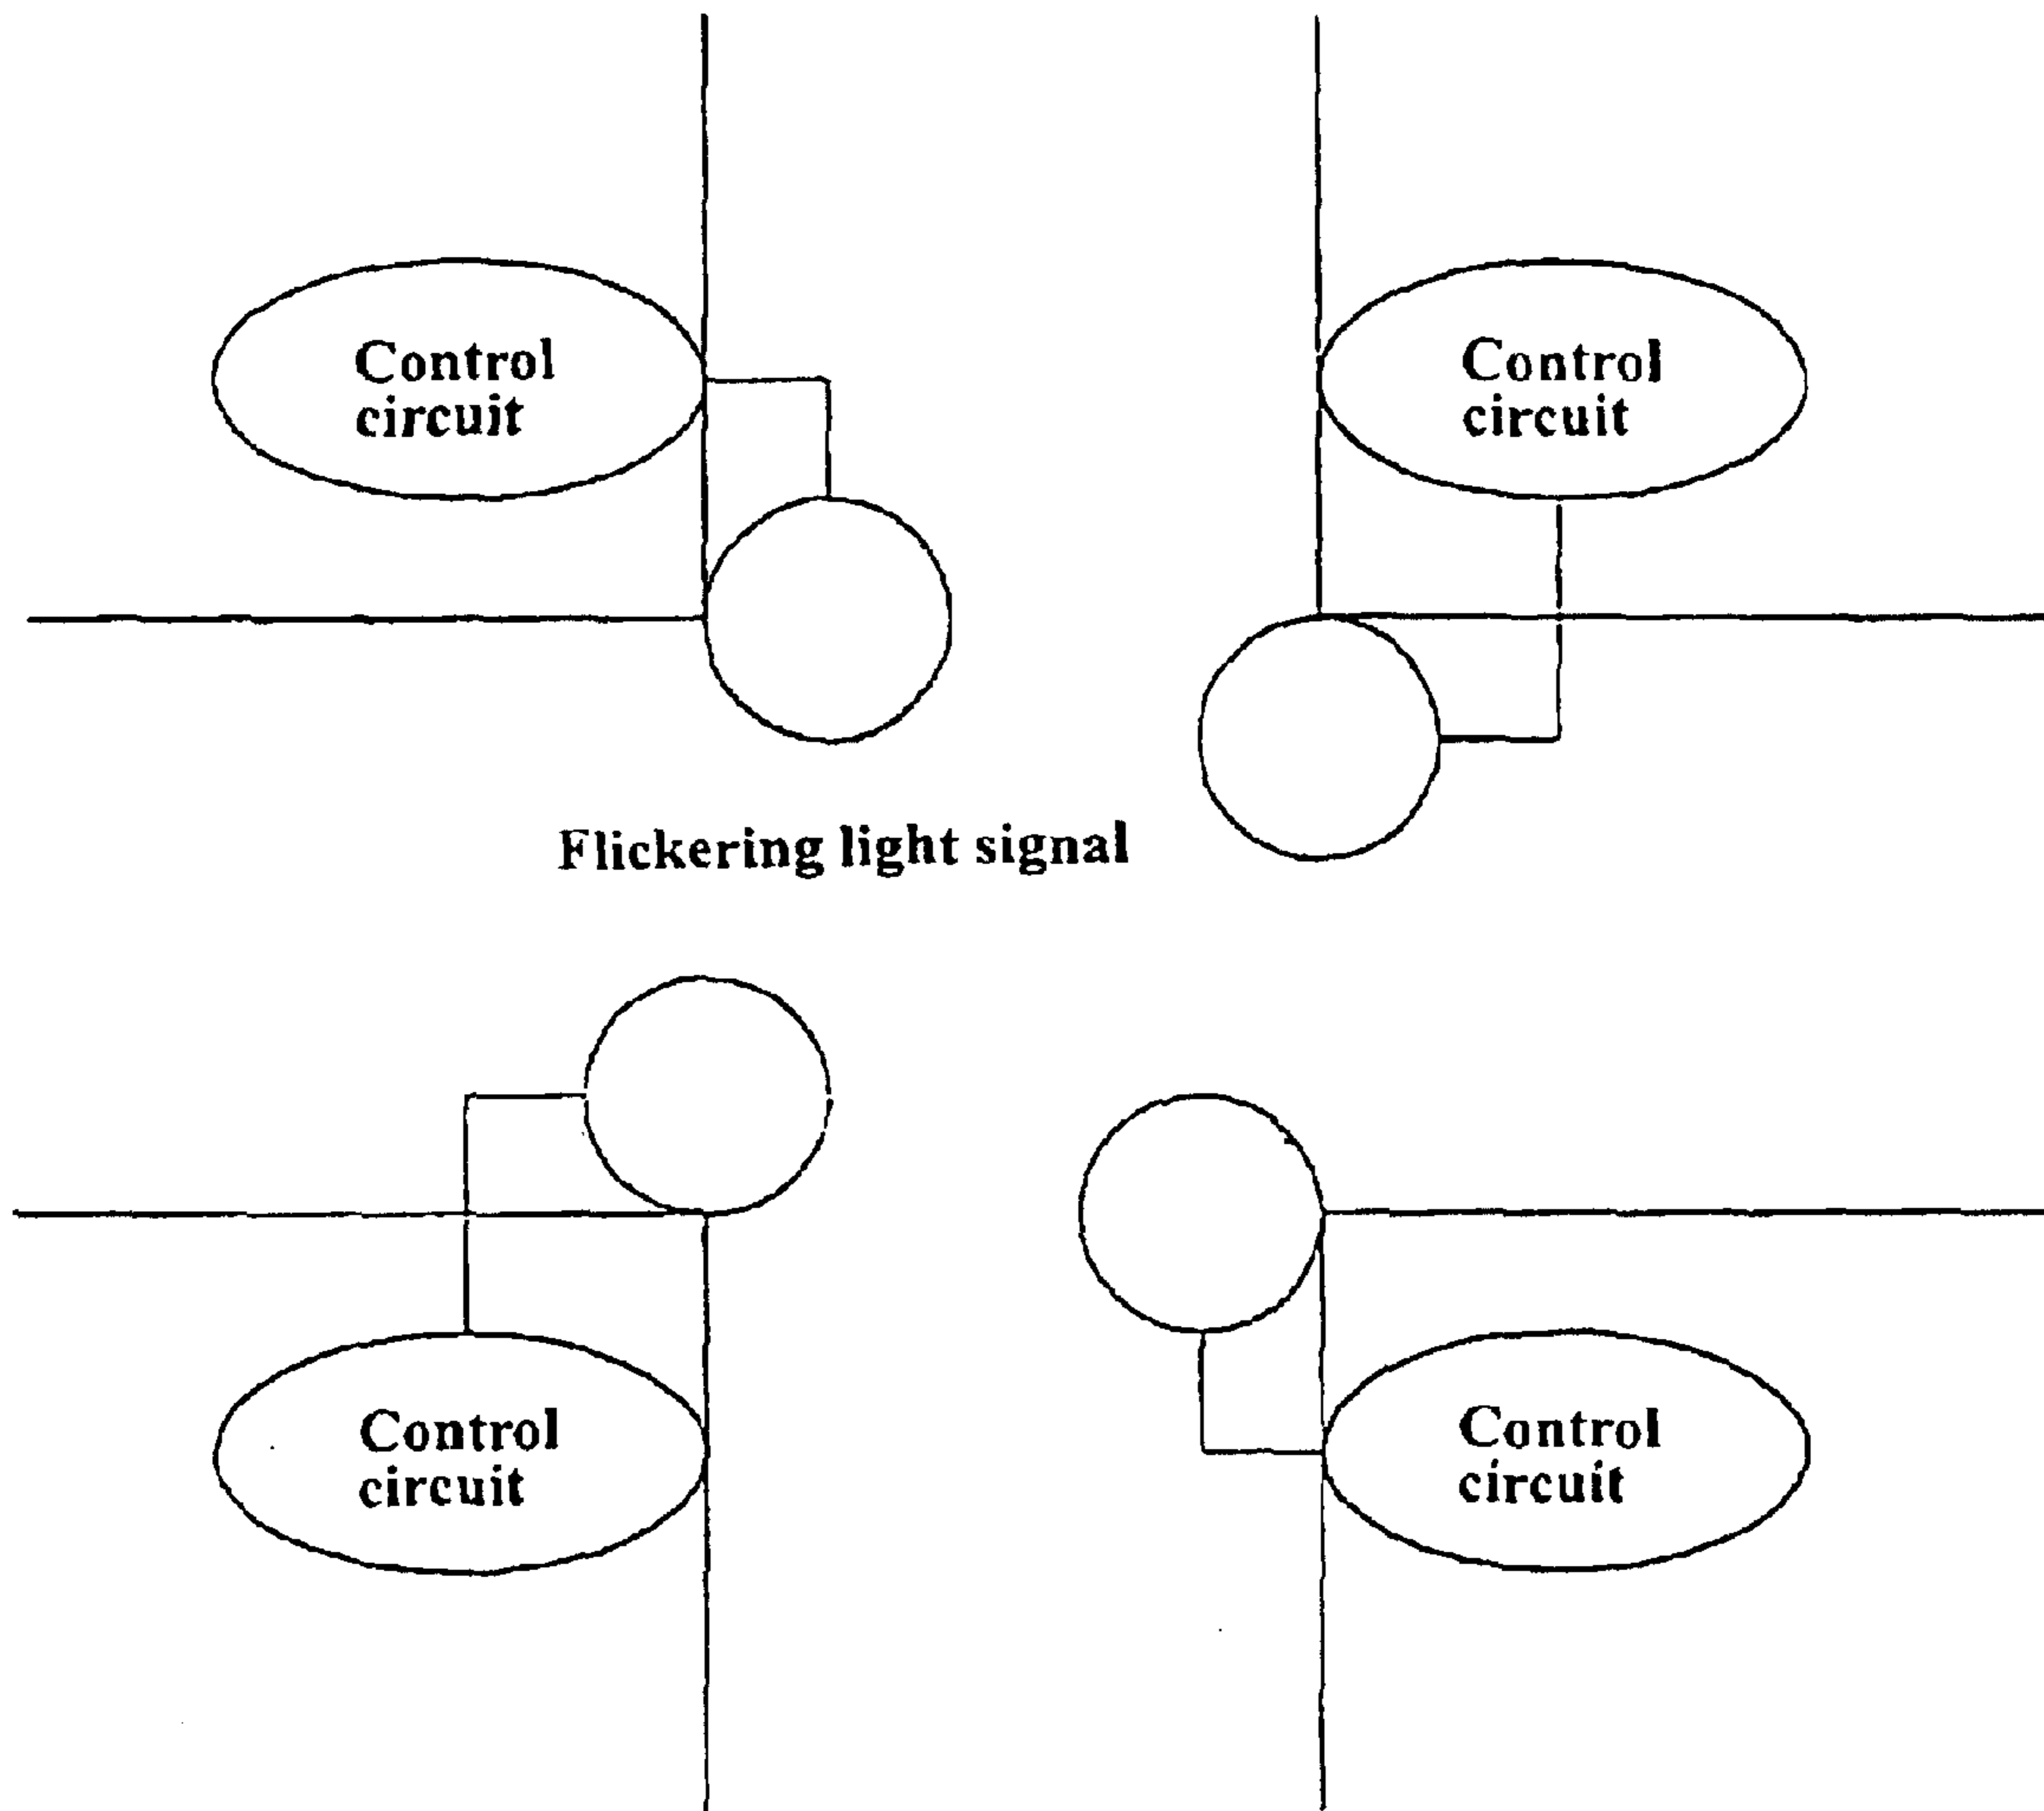 Control
circuit
Control
circuit
Flickering light signal
Control
circuit
Control
circuit